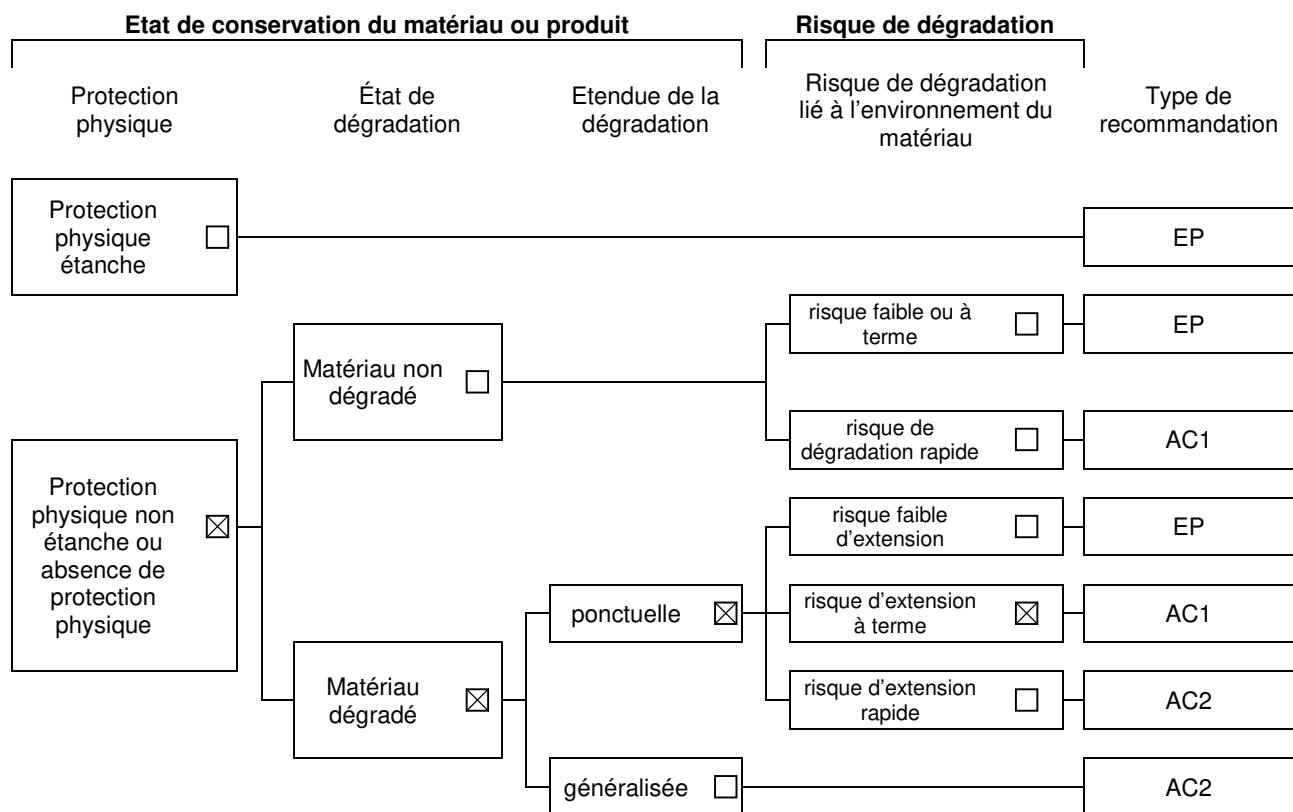 Etat de conservation du matériau ou produit
Risque de dégradation
Protection
physique
État de
dégradation
Etendue de la
dégradation
Risque de dégradation
lié à l'environnement du
matériau
Type de
recommandation
Protection
physique
étanche
EP
Matériau non
dégradé
risque faible ou à
terme
EP
risque de
dégradation rapide
AC1
Protection
physique non
étanche ou
absence de
protection
physique
Matériau
dégradé
ponctuelle
risque faible
d'extension
EP
risque d'extension
à terme
AC1
risque d'extension
rapide
AC2
généralisée
AC2